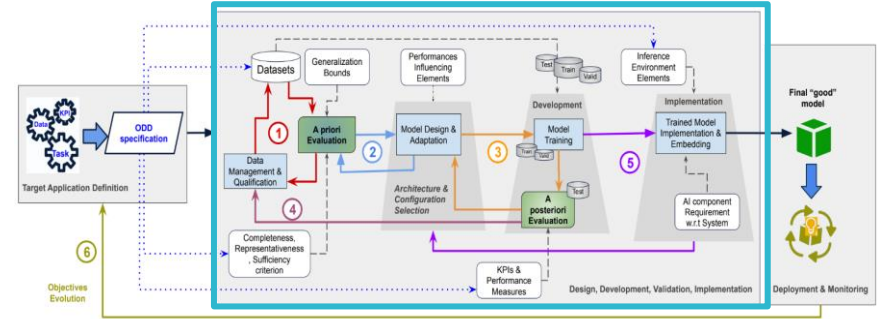 Data
KPI
Task
ODD
specification
Target Application Definition
Datasets
Generalization
Bounds
Performances
Influencing
Elements
Test
Train
Valid
Inference
Environment
Elements
Development
Implementation
1
A priori
Evaluation
2
Model Design &
Adaptation
3
Model
Training
Train
Valid
5
Trained Model
Implementation &
Embedding
Data
Management &
Qualification
4
Architecture &
Configuration
Selection
Test
A
posteriori
Evaluation
AI component
Requirement
w.r.t System
Completeness,
Representativeness
, Sufficiency
criterion
KPIs &
Performance
Measures
Design, Development, Validation, Implementation
Final “good”
model
Deployment & Monitoring
6
Objectives
Evolution